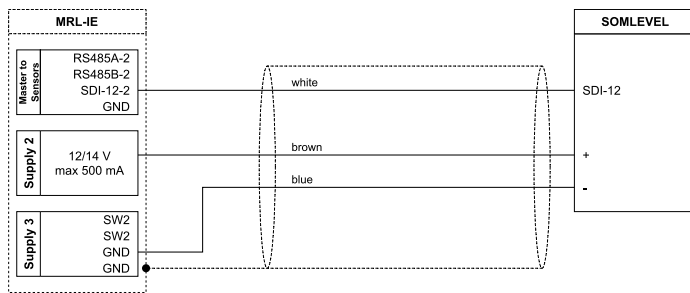 MRL-IE
SOMLEVEL
Master to
Sensors
RS485A-2
RS485B-2
SDI-12-2
GND
white
SDI-12
Supply 2
12/14 V
max 500 mA
brown
+
blue
-
Supply 3
SW2
SW2
GND
GND